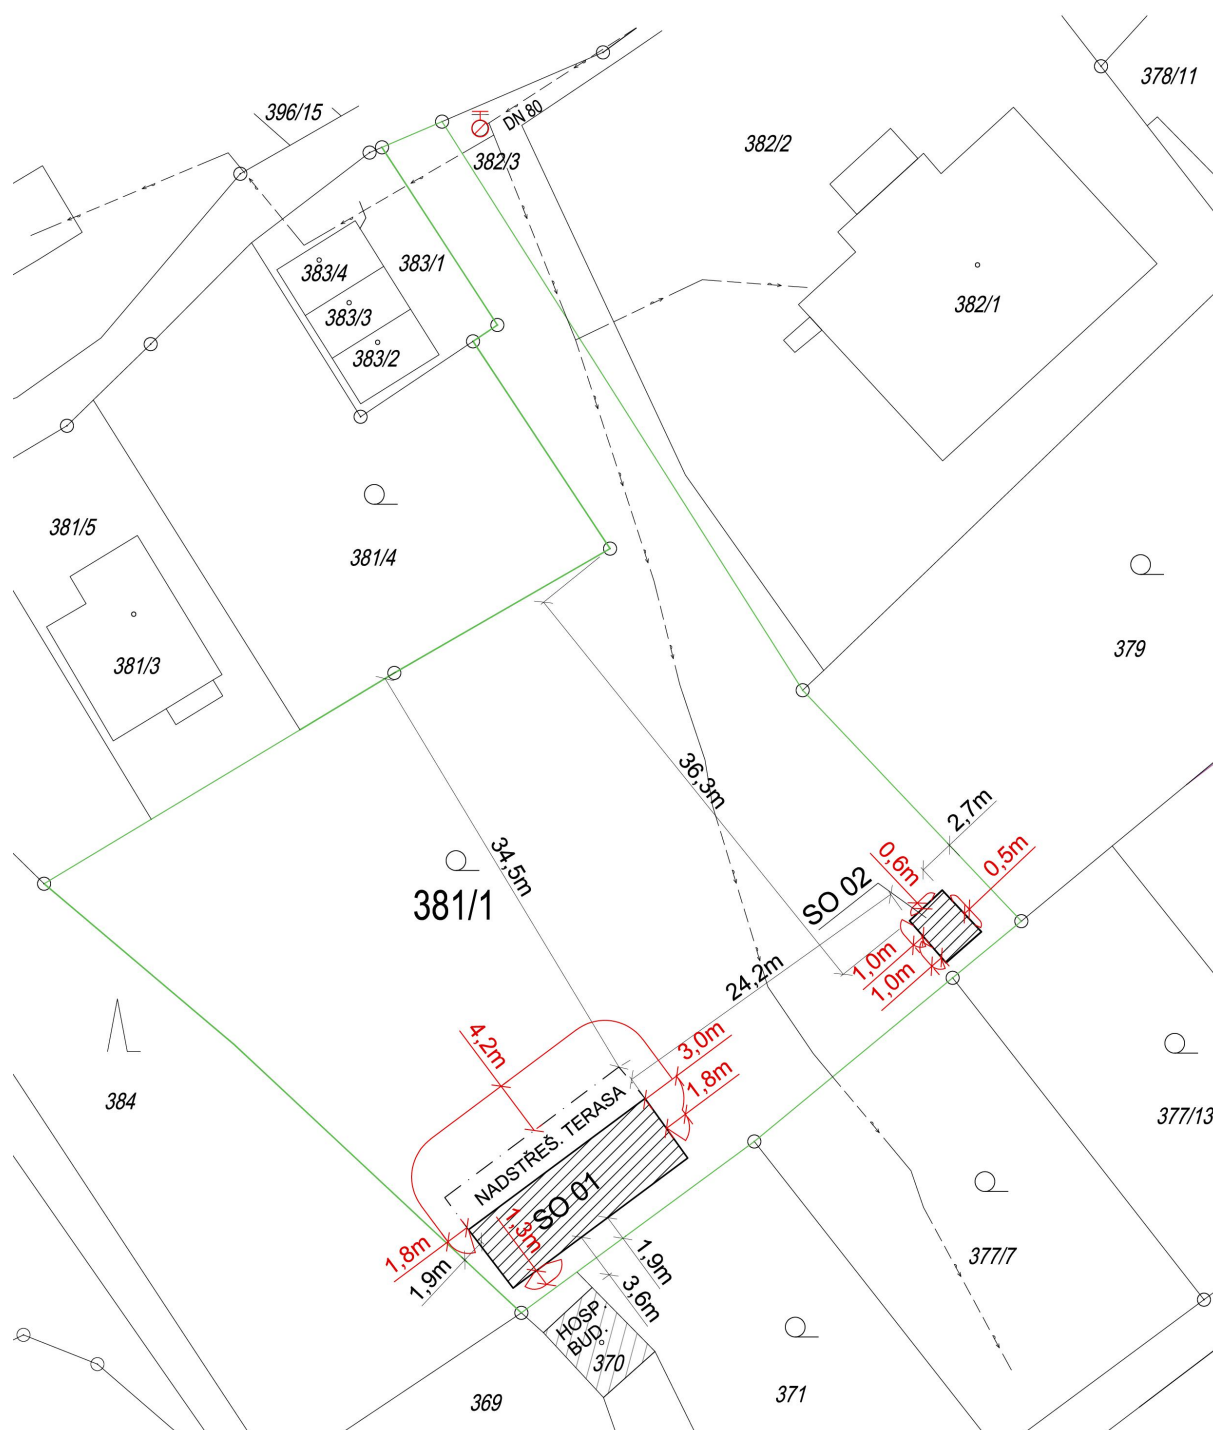 378/11
396/15
DN 80
382/2
382/3
383/1
383/4
382/1
383/3
383/2
381/5
381/4
379
381/3
36,3m
2,7m
34,5m
0,6m
0,5m
SO 02
381/1
1,0m
24,2m
1,0m
4,2m
3,0m
1,8m
384
NADSTŘEŠ. TERASA
377/13
SO 01
1,3m
1,8m
1,9m
1,9m
377/7
3,6m
HOSP.
BUD.
370
371
369